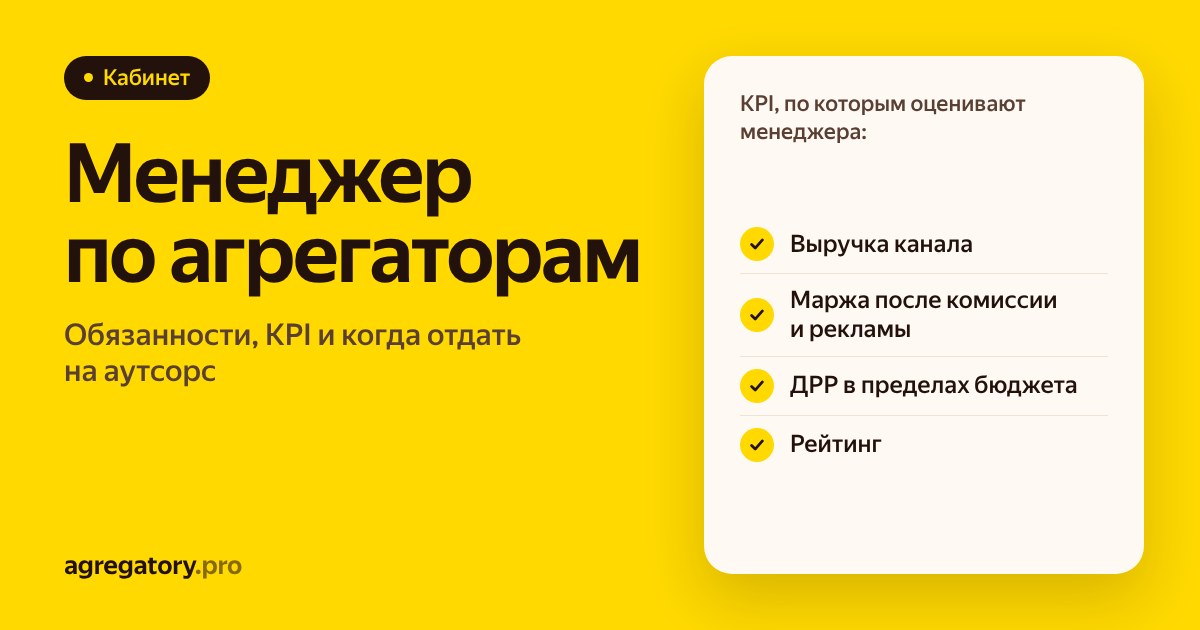 Кабинет
Менеджер
по агрегаторам
Обязанности, KPI и когда отдать
на аутсорс
agregatory.pro
KPI, по которым оценивают
менеджера:
Выручка канала
Маржа после комиссии
и рекламы
ДРР в пределах бюджета
Рейтинг